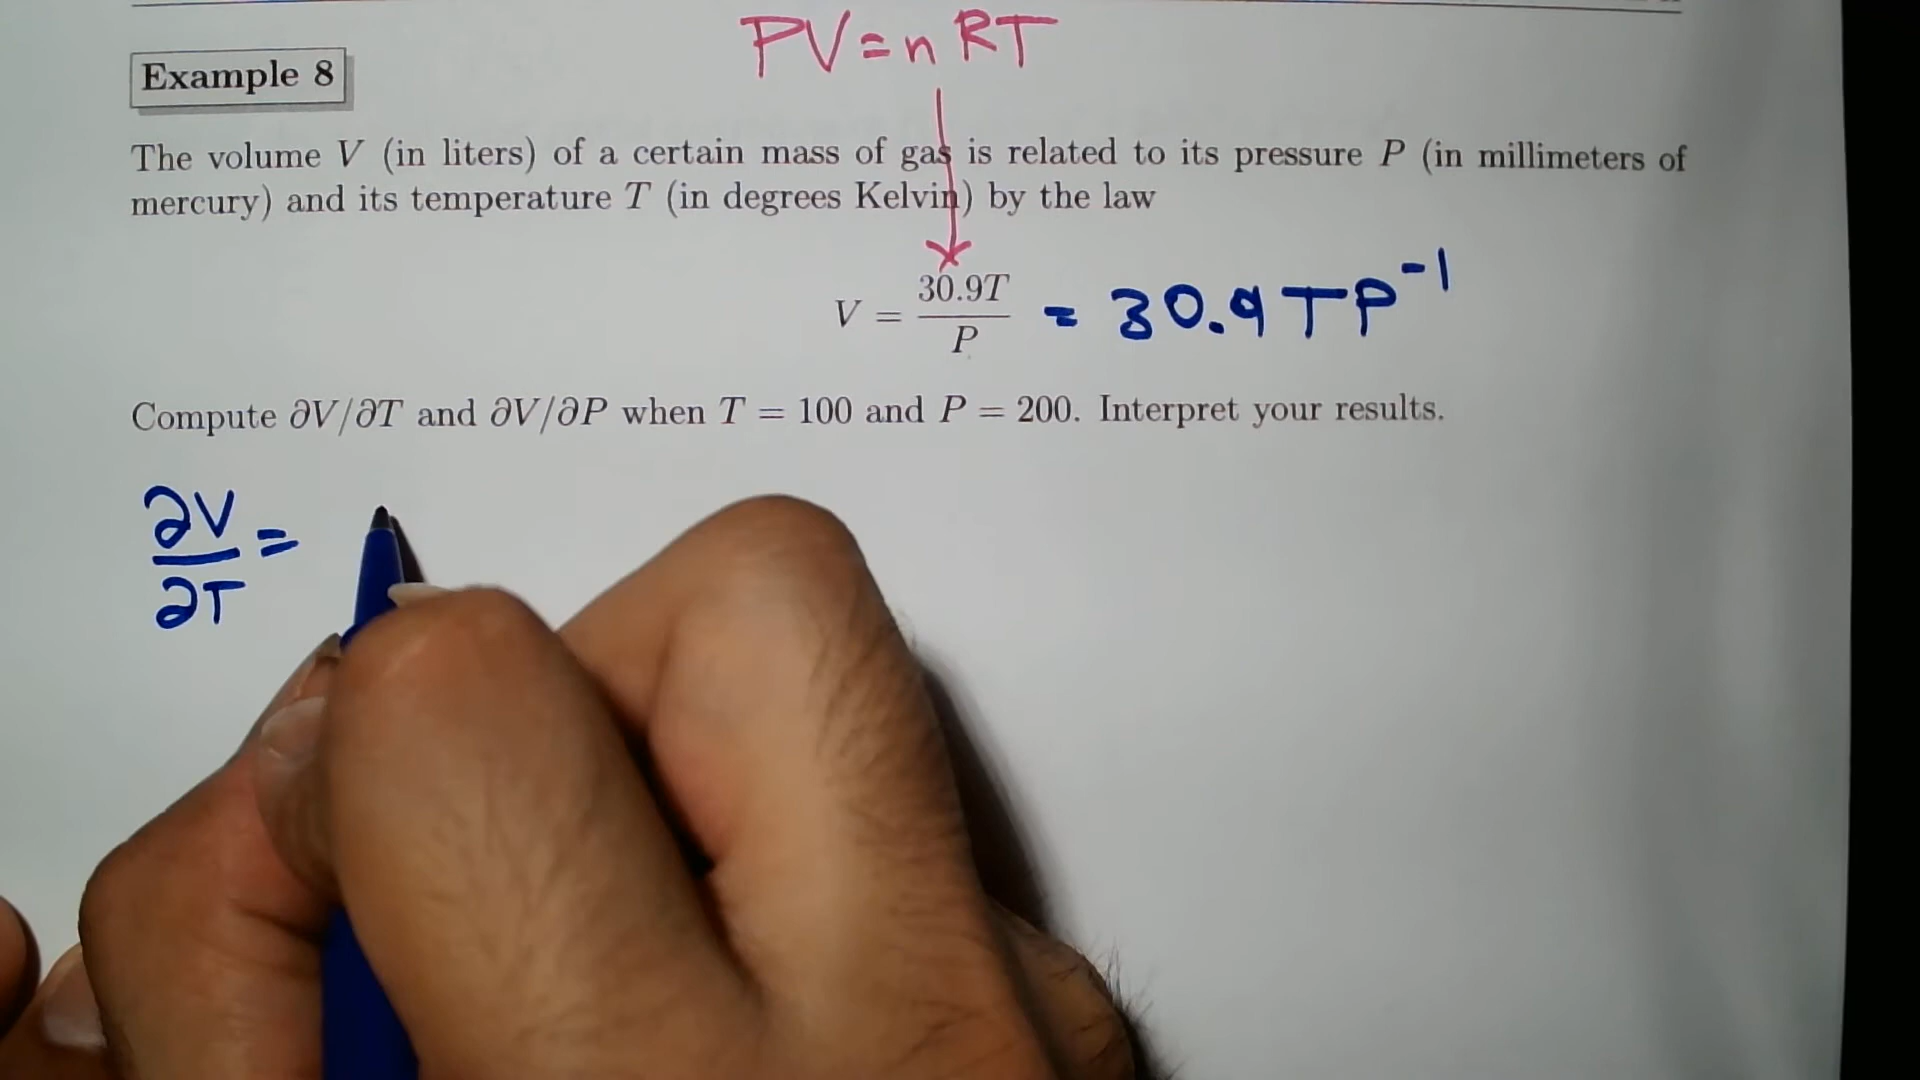 PV=nRT
Example 8
The volume V (in liters) of a certain mass of gas is related to its pressure P (in millimeters of
mercury) and its temperature T (in degrees Kelvin) by the law
V = 30.9T/P = 30.9TP⁻¹
Compute ∂V/∂T and ∂V/∂P when T = 100 and P = 200. Interpret your results.
∂V/∂T =